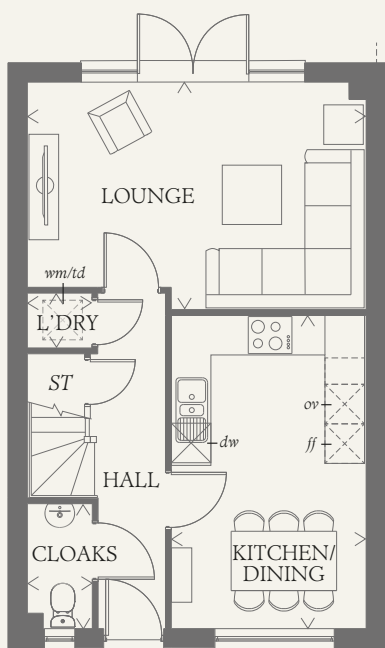 LOUNGE
wm/td
L'DRY
ST
ov
dw
ff
HALL
CLOAKS
KITCHEN/
DINING